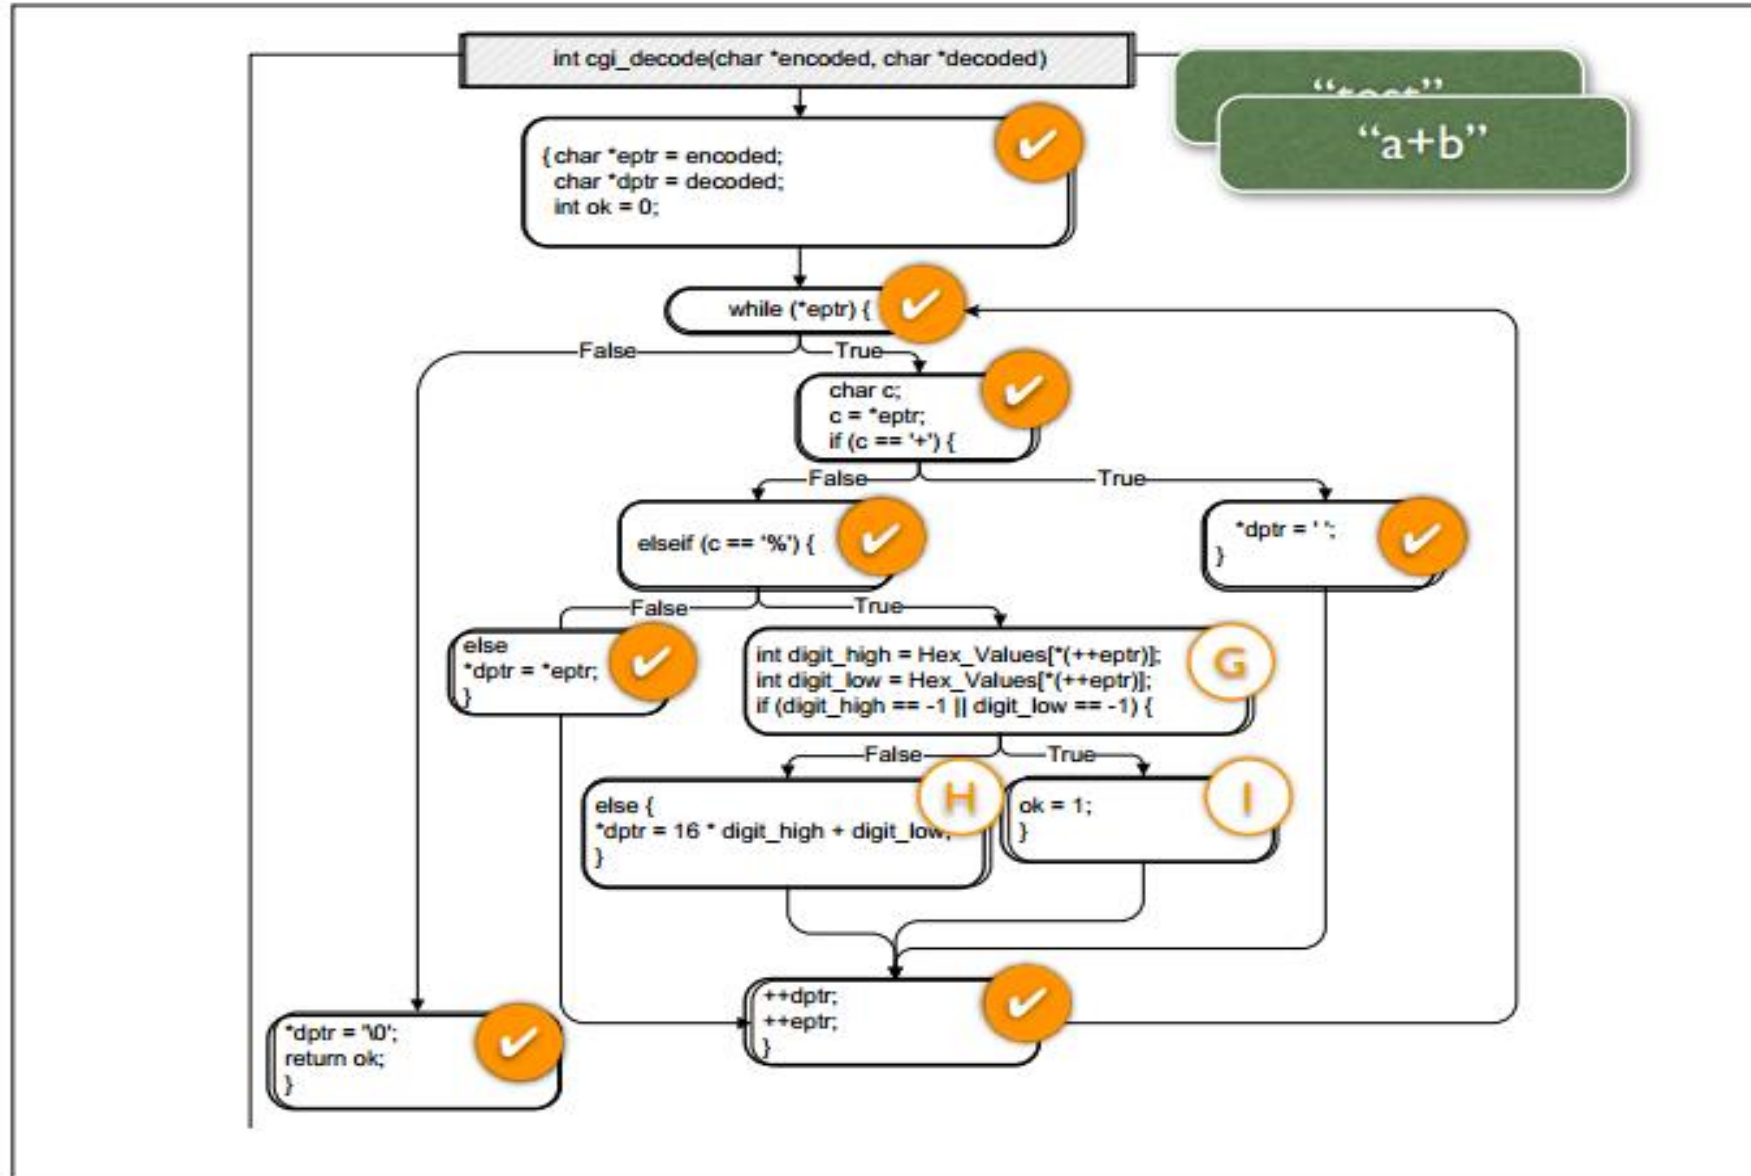 int cgi_decode(char *encoded, char *decoded)
“test”
“a+b”
{char *eptr = encoded;
char *dptr = decoded;
int ok = 0;
while (*eptr) {
False
True
char c;
c = *eptr;
if (c == '+') {
False
True
elseif (c == '%') {
*dptr = ' ';
}
False
True
else
*dptr = *eptr;
}
int digit_high = Hex_Values[*(++eptr)];
int digit_low = Hex_Values[*(++eptr)];
if (digit_high == -1 || digit_low == -1) {
G
False
True
else {
*dptr = 16 * digit_high + digit_low;
}
H
ok = 1;
}
I
++dptr;
++eptr;
}
*dptr = '\0';
return ok;
}